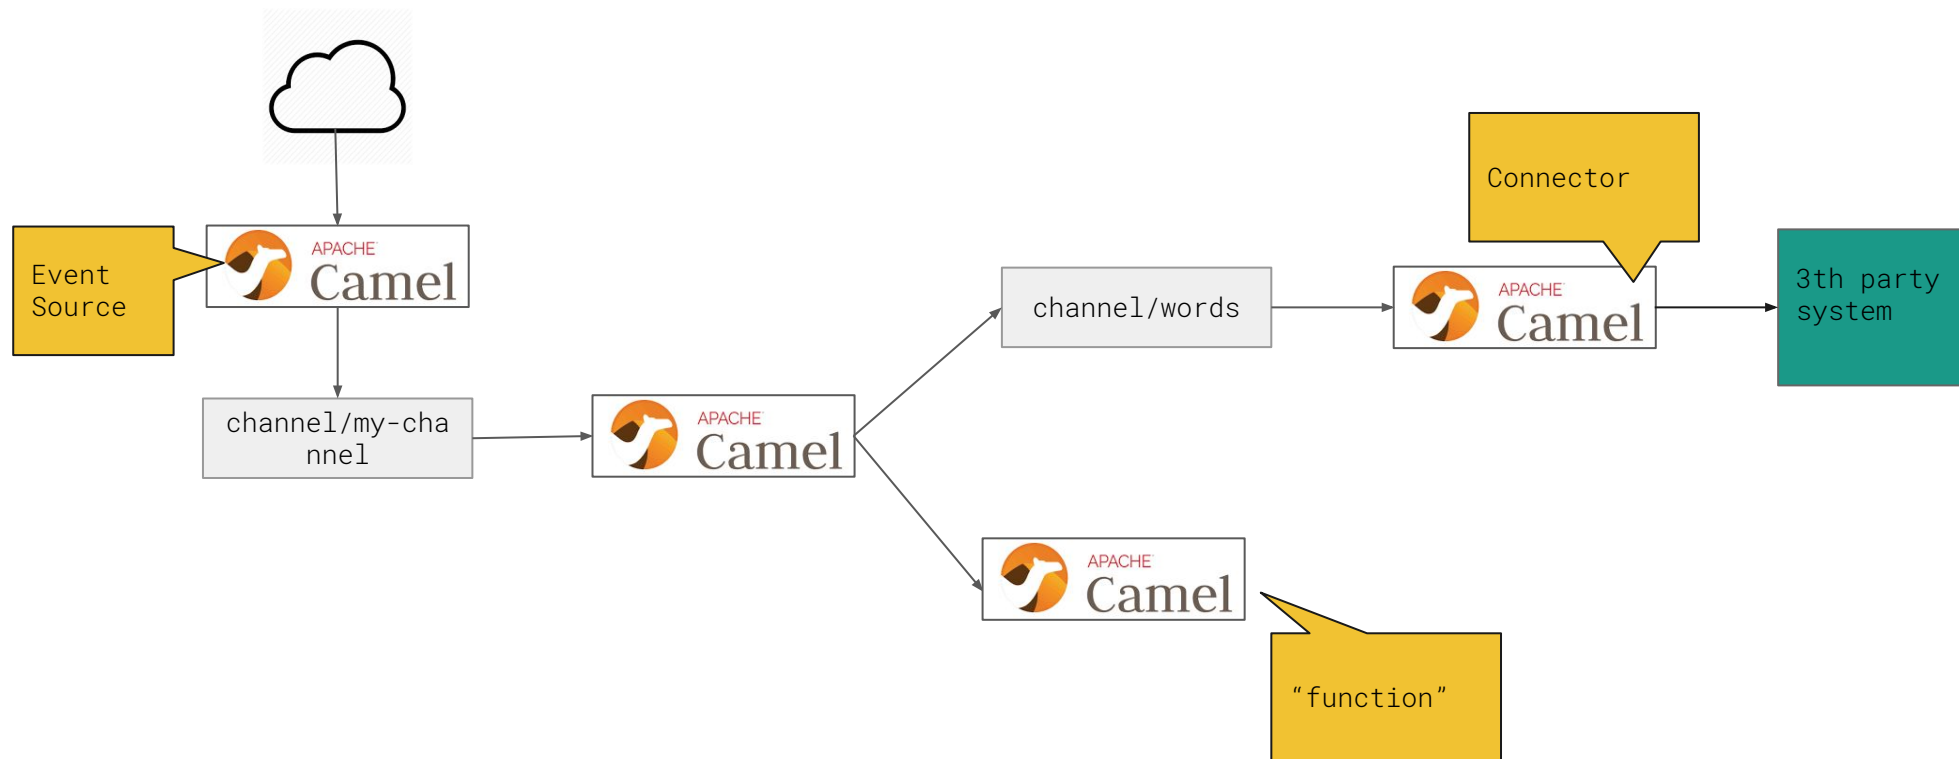 Event
Source
APACHE
Camel
channel/my-cha
nnel
APACHE
Camel
channel/words
Connector
APACHE
Camel
3th party
system
APACHE
Camel
“function”